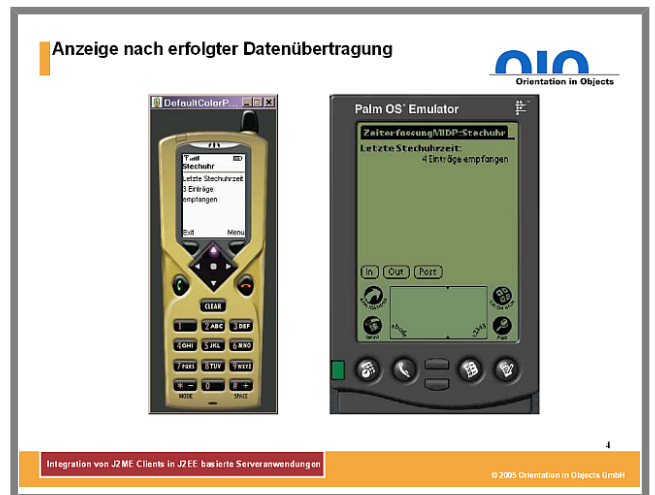 Anzeige nach erfolgter Datenübertragung
OIO
Orientation in Objects
DefaultColorP...
Stechuhr
Letzte Stechuhrzeit
3 Einträge
empfangen
Exit Menu
CLEAR
1 2 ABC 3 DEF
4 GHI 5 JKL 6 MNO
7 PQRS 8 TUV 9 WXYZ
* - 0 # +
MODE SPACE
Palm OS® Emulator
ZeiterfassungMIDP:Stechuhr
Letzte Stechuhrzeit:
4 Einträge empfangen
In Out Post
4
Integration von J2ME Clients in J2EE basierte Serveranwendungen
© 2005 Orientation in Objects GmbH